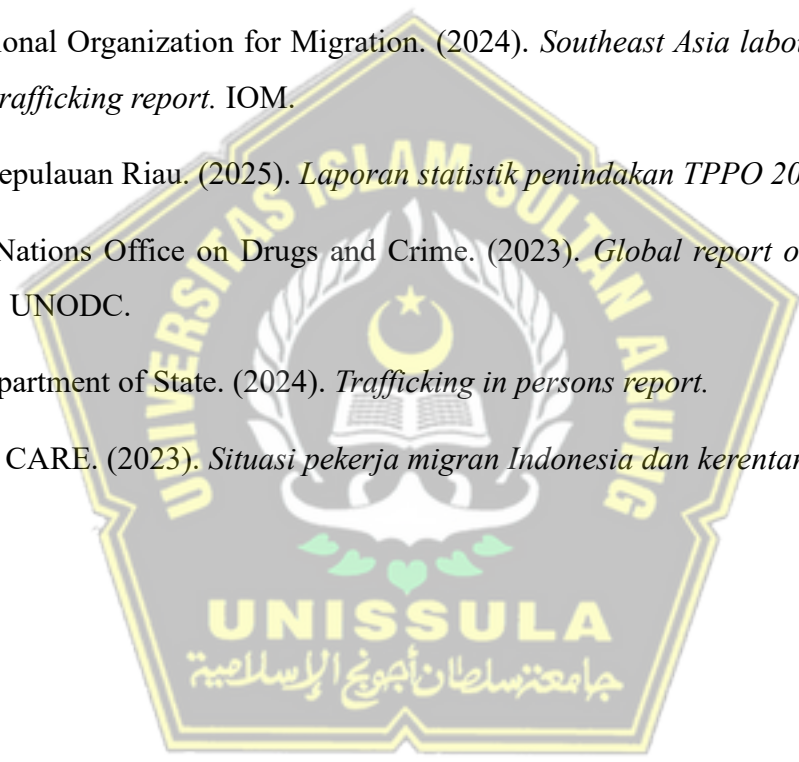 ional Organization for Migration. (2024). Southeast Asia labo
rafficking report. IOM.
epulauan Riau. (2025). Laporan statistik penindakan TPPO 20
Nations Office on Drugs and Crime. (2023). Global report o
UNODC.
partment of State. (2024). Trafficking in persons report.
CARE. (2023). Situasi pekerja migran Indonesia dan kerentan
UNIVERSITAS ISLAM SULTAN AGUNG
UNISSULA
جامعة سلطان أجونج الإسلامية